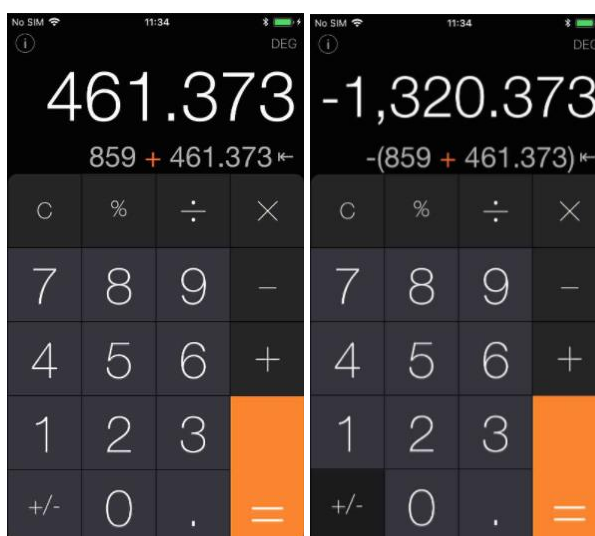 No SIM 11:34
DEG
461.373
859 + 461.373
C % ÷ ×
7 8 9 −
4 5 6 +
1 2 3
+/- 0 . =
No SIM 11:34
DEG
-1,320.373
-(859 + 461.373)
C % ÷ ×
7 8 9 −
4 5 6 +
1 2 3
+/- 0 . =